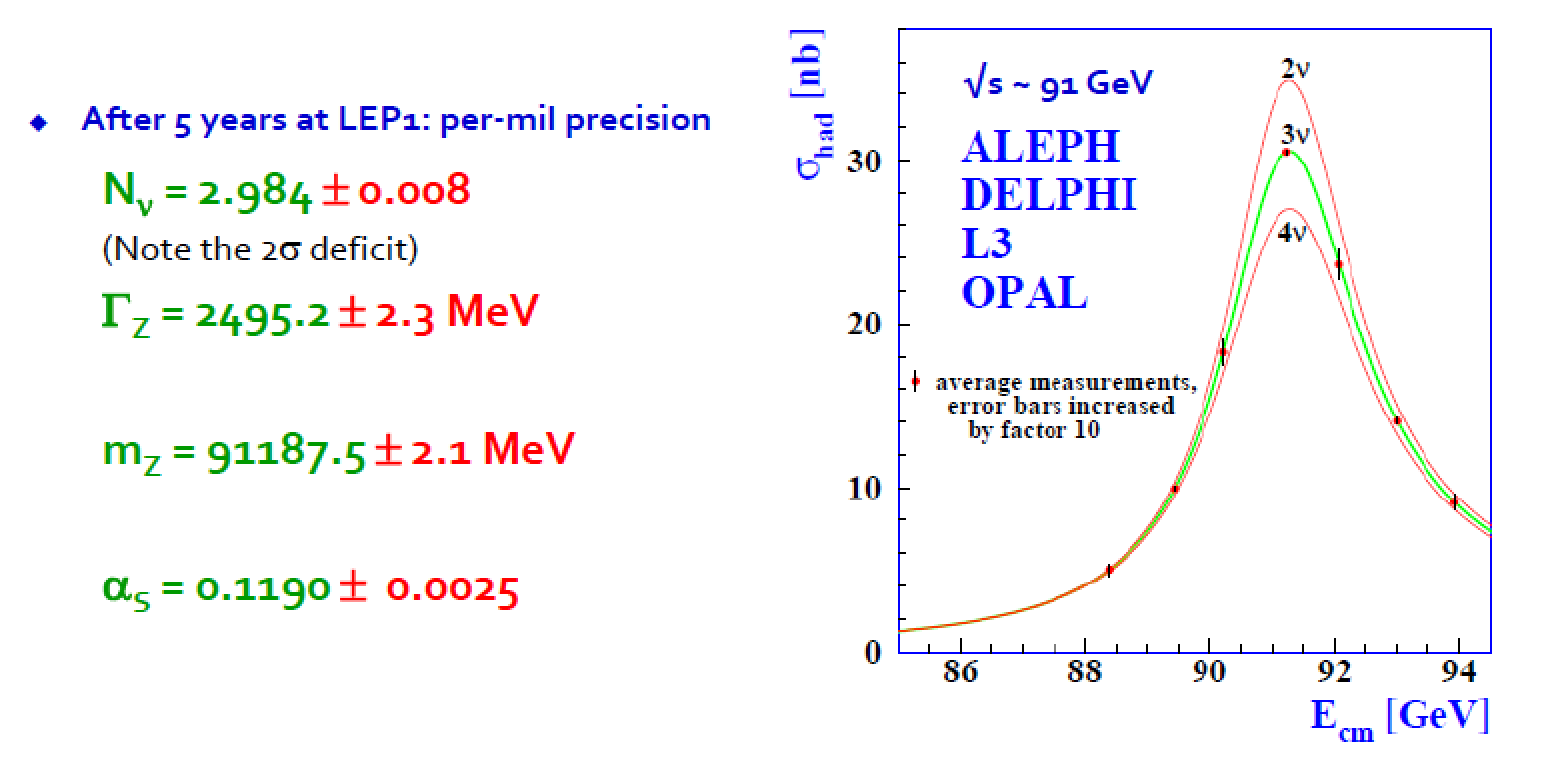 ◆ After 5 years at LEP1: per-mil precision
Nν = 2.984 ± 0.008
(Note the 2σ deficit)
ΓZ = 2495.2 ± 2.3 MeV
mZ = 91187.5 ± 2.1 MeV
αS = 0.1190 ± 0.0025
σhad [nb]
30
20
10
0
√s ~ 91 GeV
ALEPH
DELPHI
L3
OPAL
average measurements,
error bars increased
by factor 10
2ν
3ν
4ν
86 88 90 92 94
Ecm [GeV]